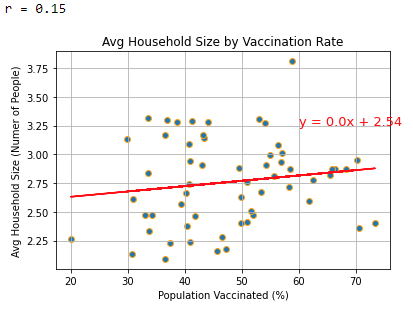 r = 0.15
Avg Household Size by Vaccination Rate
Avg Household Size (Numer of People)
3.75
3.50
3.25
3.00
2.75
2.50
2.25
y = 0.0x + 2.54
20
30
40
50
60
70
Population Vaccinated (%)